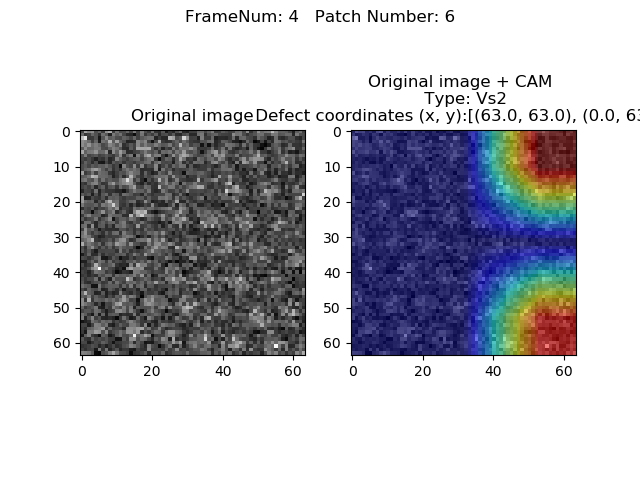 FrameNum: 4   Patch Number: 6
Original image + CAM
Type: Vs2
Original image
Defect coordinates (x, y):[(63.0, 63.0), (0.0, 63
0
10
20
30
40
50
60
0 20 40 60
0
10
20
30
40
50
60
0 20 40 60